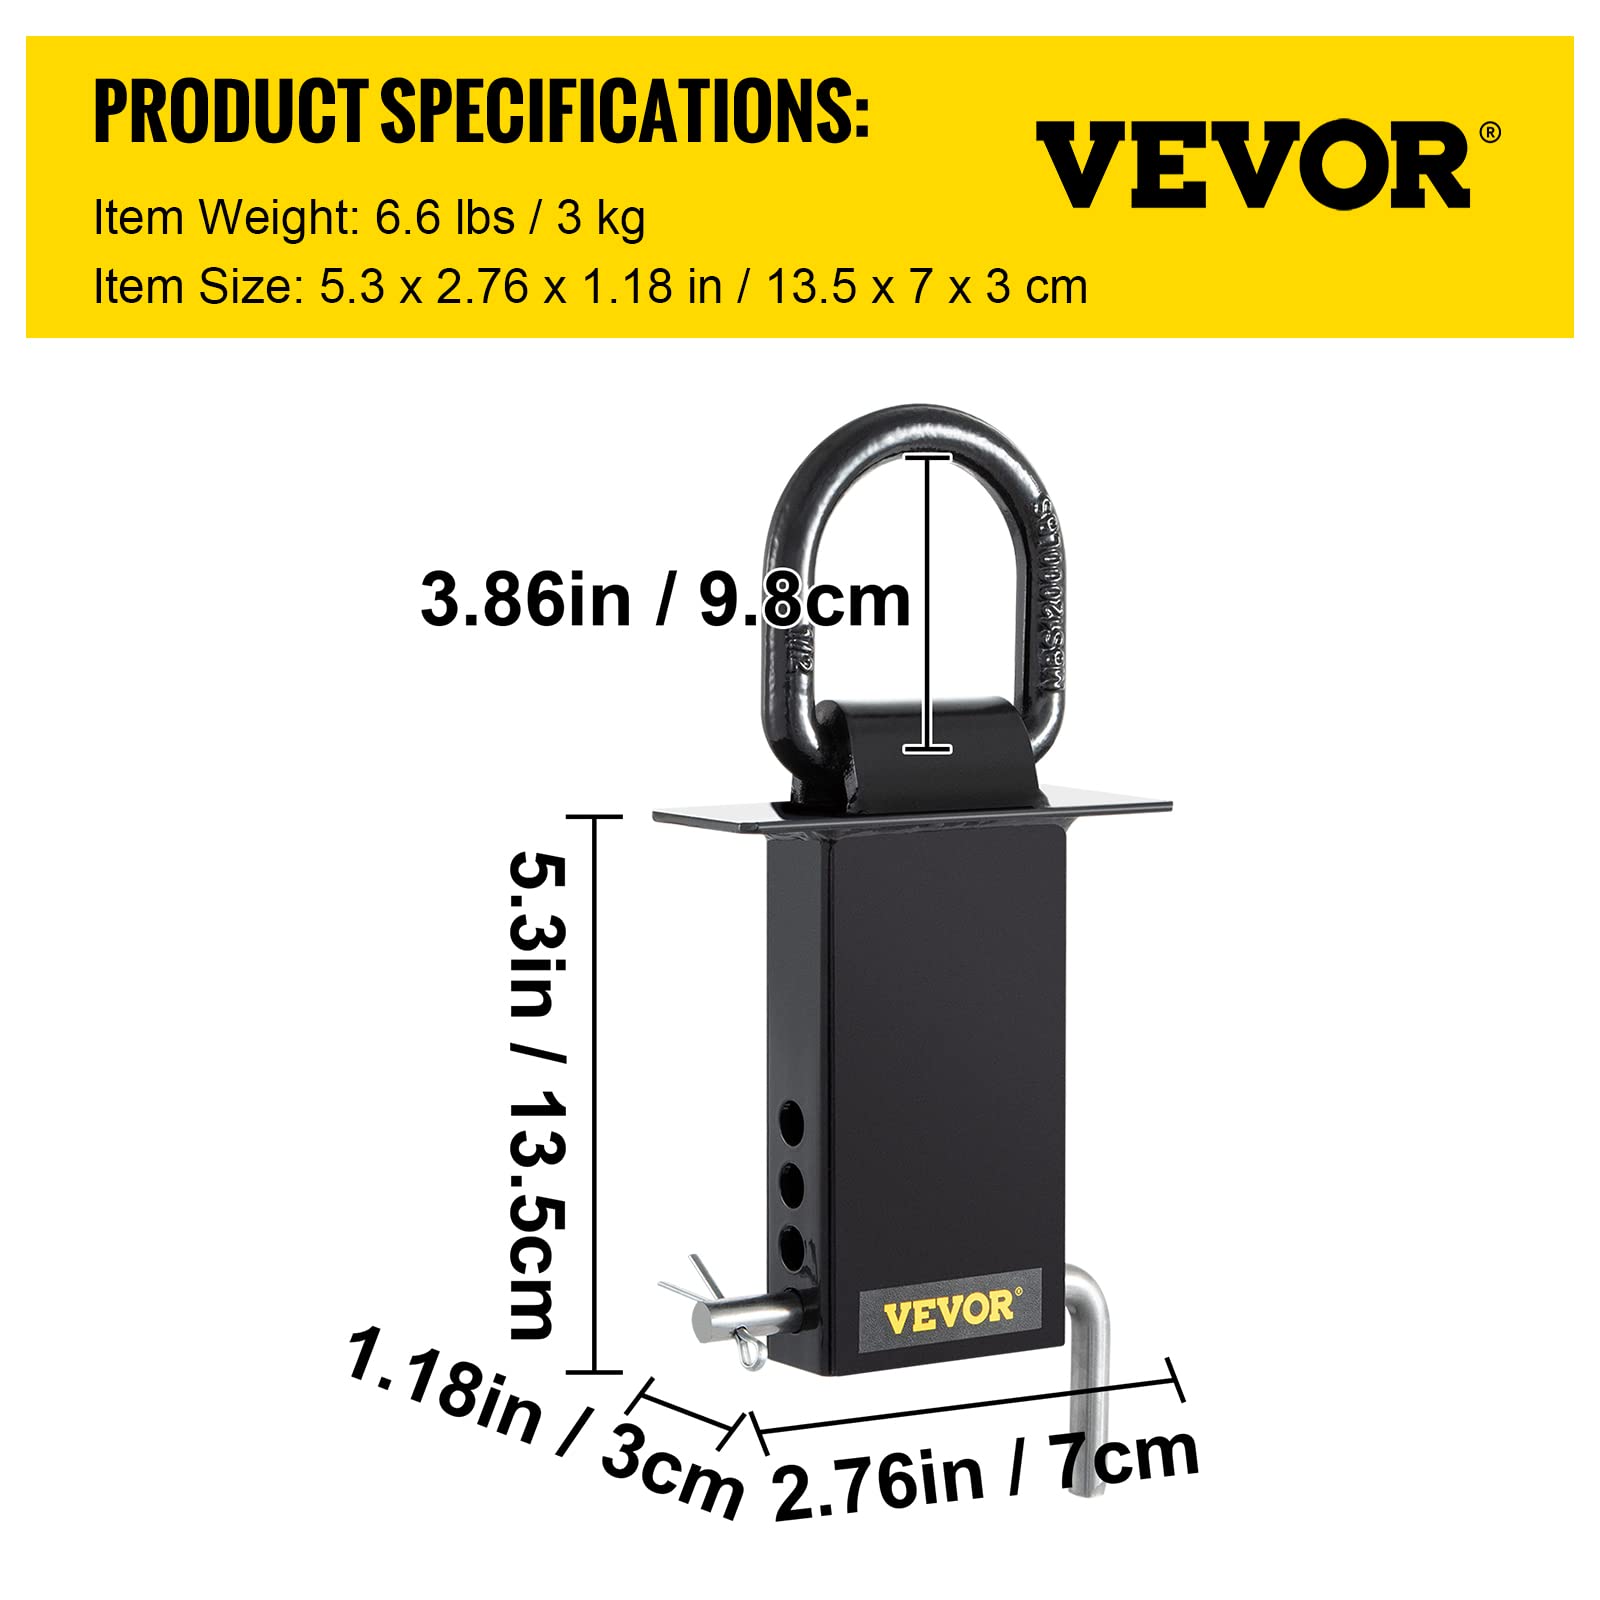 PRODUCT SPECIFICATIONS:
VEVOR®
Item Weight: 6.6 lbs / 3 kg
Item Size: 5.3 x 2.76 x 1.18 in / 13.5 x 7 x 3 cm
3.86in / 9.8cm
5.3in / 13.5cm
VEVOR®
1.18in / 3cm
2.76in / 7cm